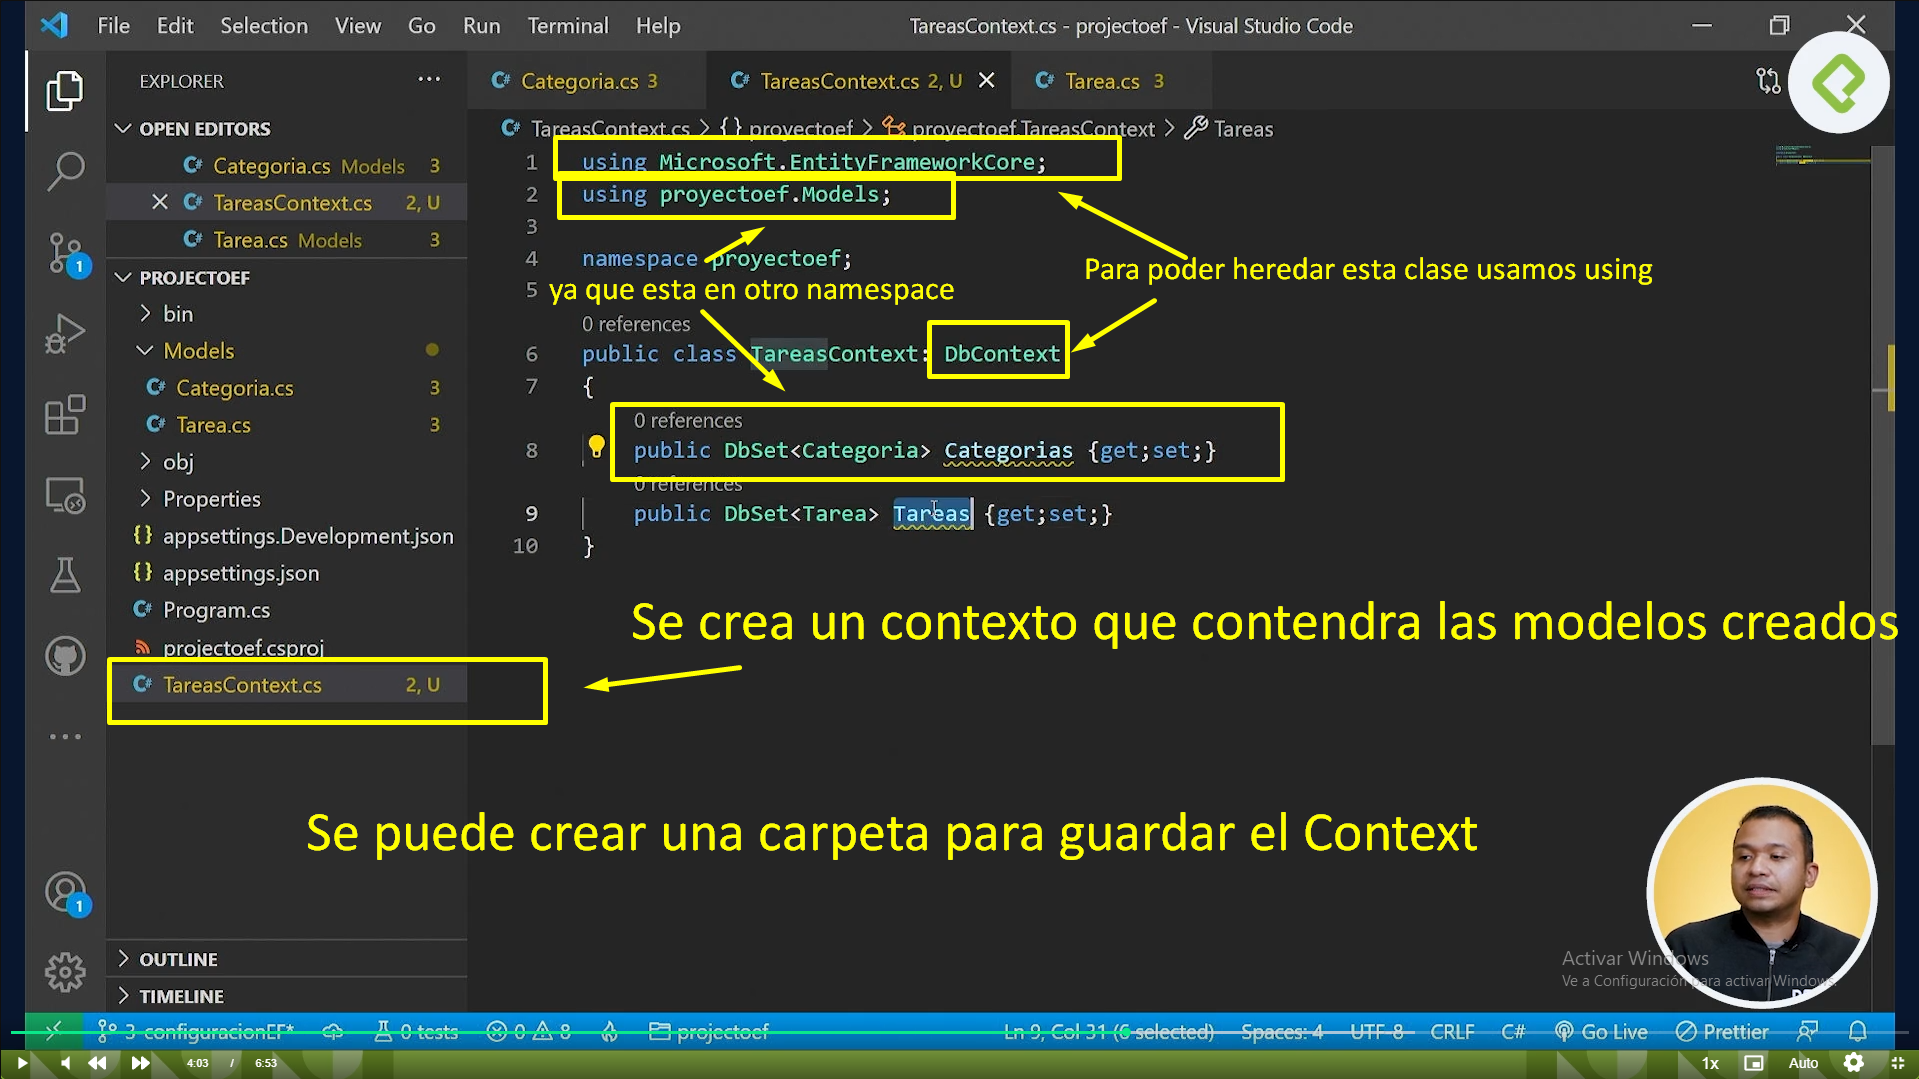 File Edit Selection View Go Run Terminal Help
TareasContext.cs - projectoef - Visual Studio Code
EXPLORER ···
Categoria.cs 3
TareasContext.cs 2, U
Tarea.cs 3
OPEN EDITORS
Categoria.cs Models 3
TareasContext.cs 2, U
Tarea.cs Models 3
PROJECTOEF
bin
Models
Categoria.cs 3
Tarea.cs 3
obj
Properties
{} appsettings.Development.json
{} appsettings.json
Program.cs
projectoef.csproj
TareasContext.cs 2, U
OUTLINE
TIMELINE
TareasContext.cs > {} proyectoef > proyectoef.TareasContext > Tareas
1 using Microsoft.EntityFrameworkCore;
2 using proyectoef.Models;
3
4 namespace proyectoef;
5
ya que esta en otro namespace
Para poder heredar esta clase usamos using
0 references
6 public class TareasContext: DbContext
7 {
0 references
8 public DbSet<Categoria> Categorias {get;set;}
0 references
9 public DbSet<Tarea> Tareas {get;set;}
10 }
Se crea un contexto que contendra las modelos creados
Se puede crear una carpeta para guardar el Context
Activar Windows
Ve a Configuración para activar Windows.
1
1
3-configuracionEF* 0 tests 0 8 projectoef
Ln 9, Col 31 (6 selected) Spaces: 4 UTF-8 CRLF C# Go Live Prettier
4:03 / 6:53
1x Auto